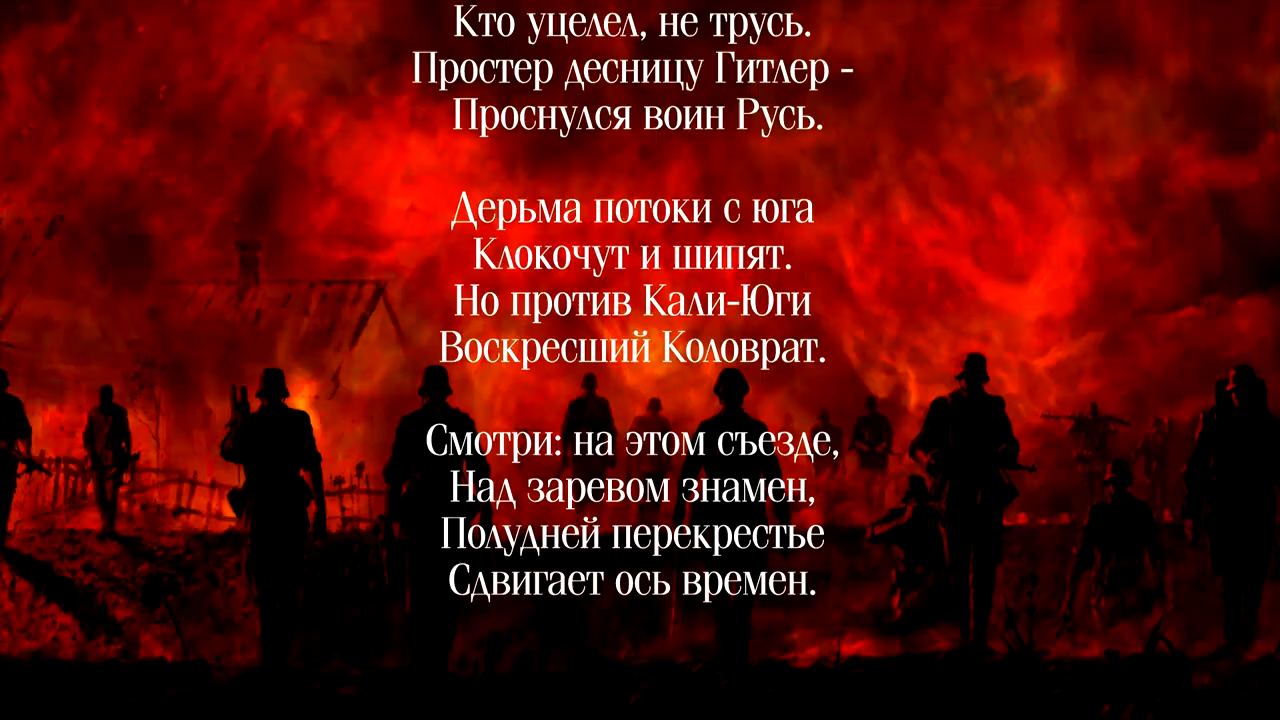 Кто уцелел, не трусь.
Простер десницу Гитлер -
Проснулся воин Русь.
Дерьма потоки с юга
Клокочут и шипят.
Но против Кали-Юги
Воскресший Коловрат.
Смотри: на этом съезде,
Над заревом знамен,
Полудней перекрестье
Сдвигает ось времен.